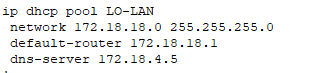 ip dhcp pool LO-LAN
network 172.18.18.0 255.255.255.0
default-router 172.18.18.1
dns-server 172.18.4.5